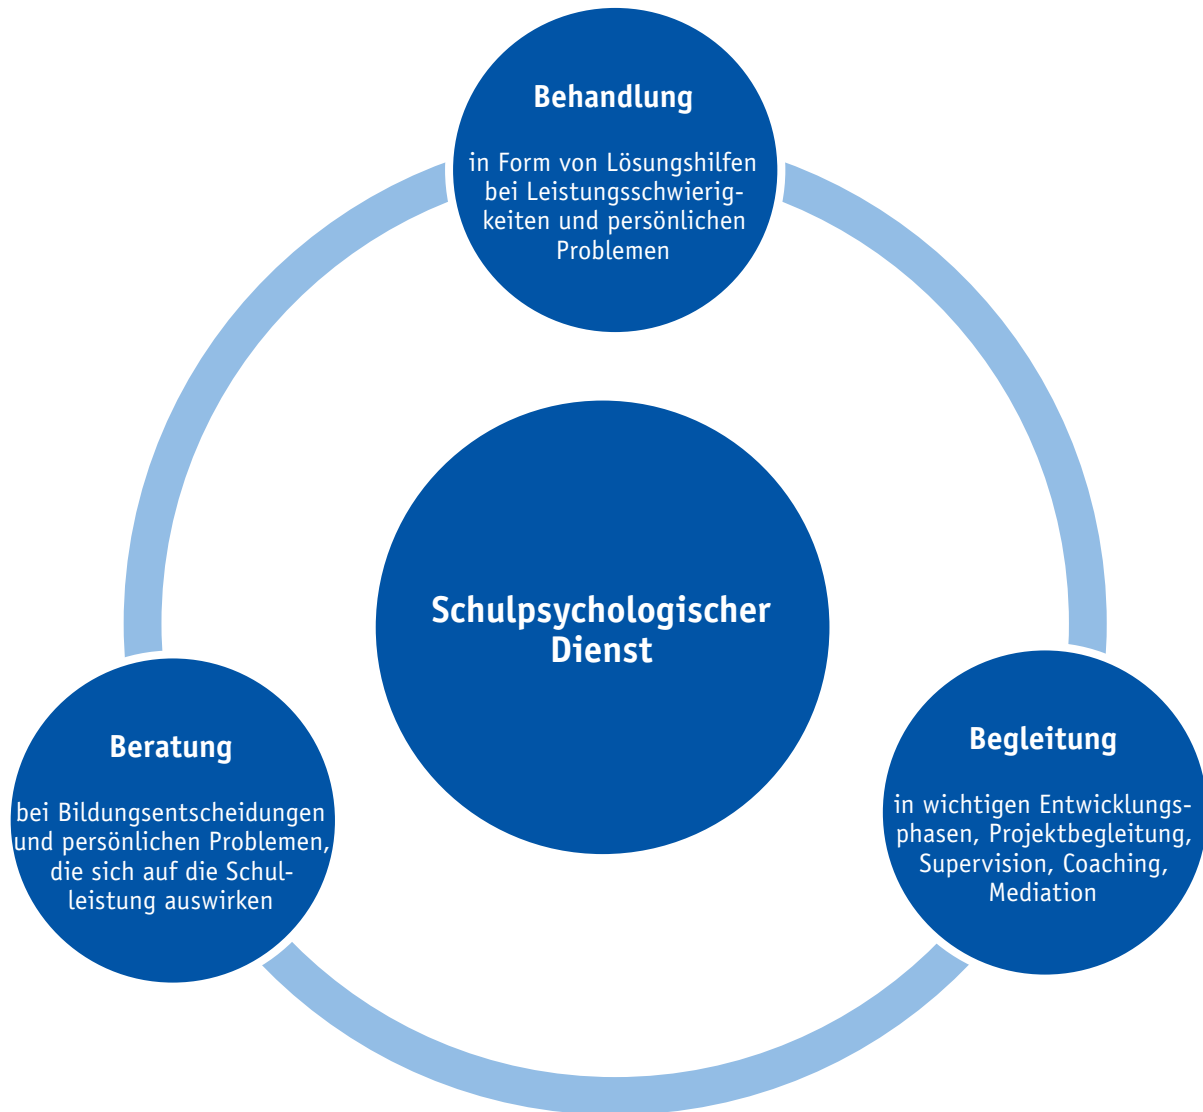 Behandlung
in Form von Lösungshilfen
bei Leistungsschwierig-
keiten und persönlichen
Problemen
Schulpsychologischer
Dienst
Beratung
bei Bildungsentscheidungen
und persönlichen Problemen,
die sich auf die Schul-
leistung auswirken
Begleitung
in wichtigen Entwicklungs-
phasen, Projektbegleitung,
Supervision, Coaching,
Mediation